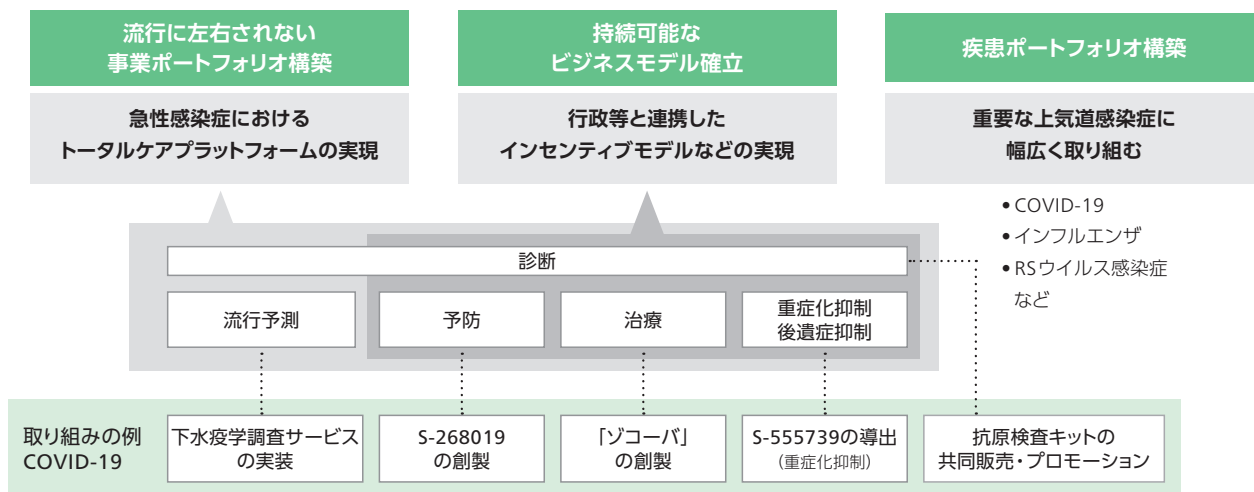 流行に左右されない
事業ポートフォリオ構築
急性感染症における
トータルケアプラットフォームの実現
持続可能な
ビジネスモデル確立
行政等と連携した
インセンティブモデルなどの実現
疾患ポートフォリオ構築
重要な上気道感染症に
幅広く取り組む
•COVID-19
•インフルエンザ
•RSウイルス感染症
など
診断
流行予測
予防
治療
重症化抑制
後遺症抑制
取り組みの例
COVID-19
下水疫学調査サービス
の実装
S-268019
の創製
「ゾコーバ」
の創製
S-555739の導出
(重症化抑制)
抗原検査キットの
共同販売・プロモーション